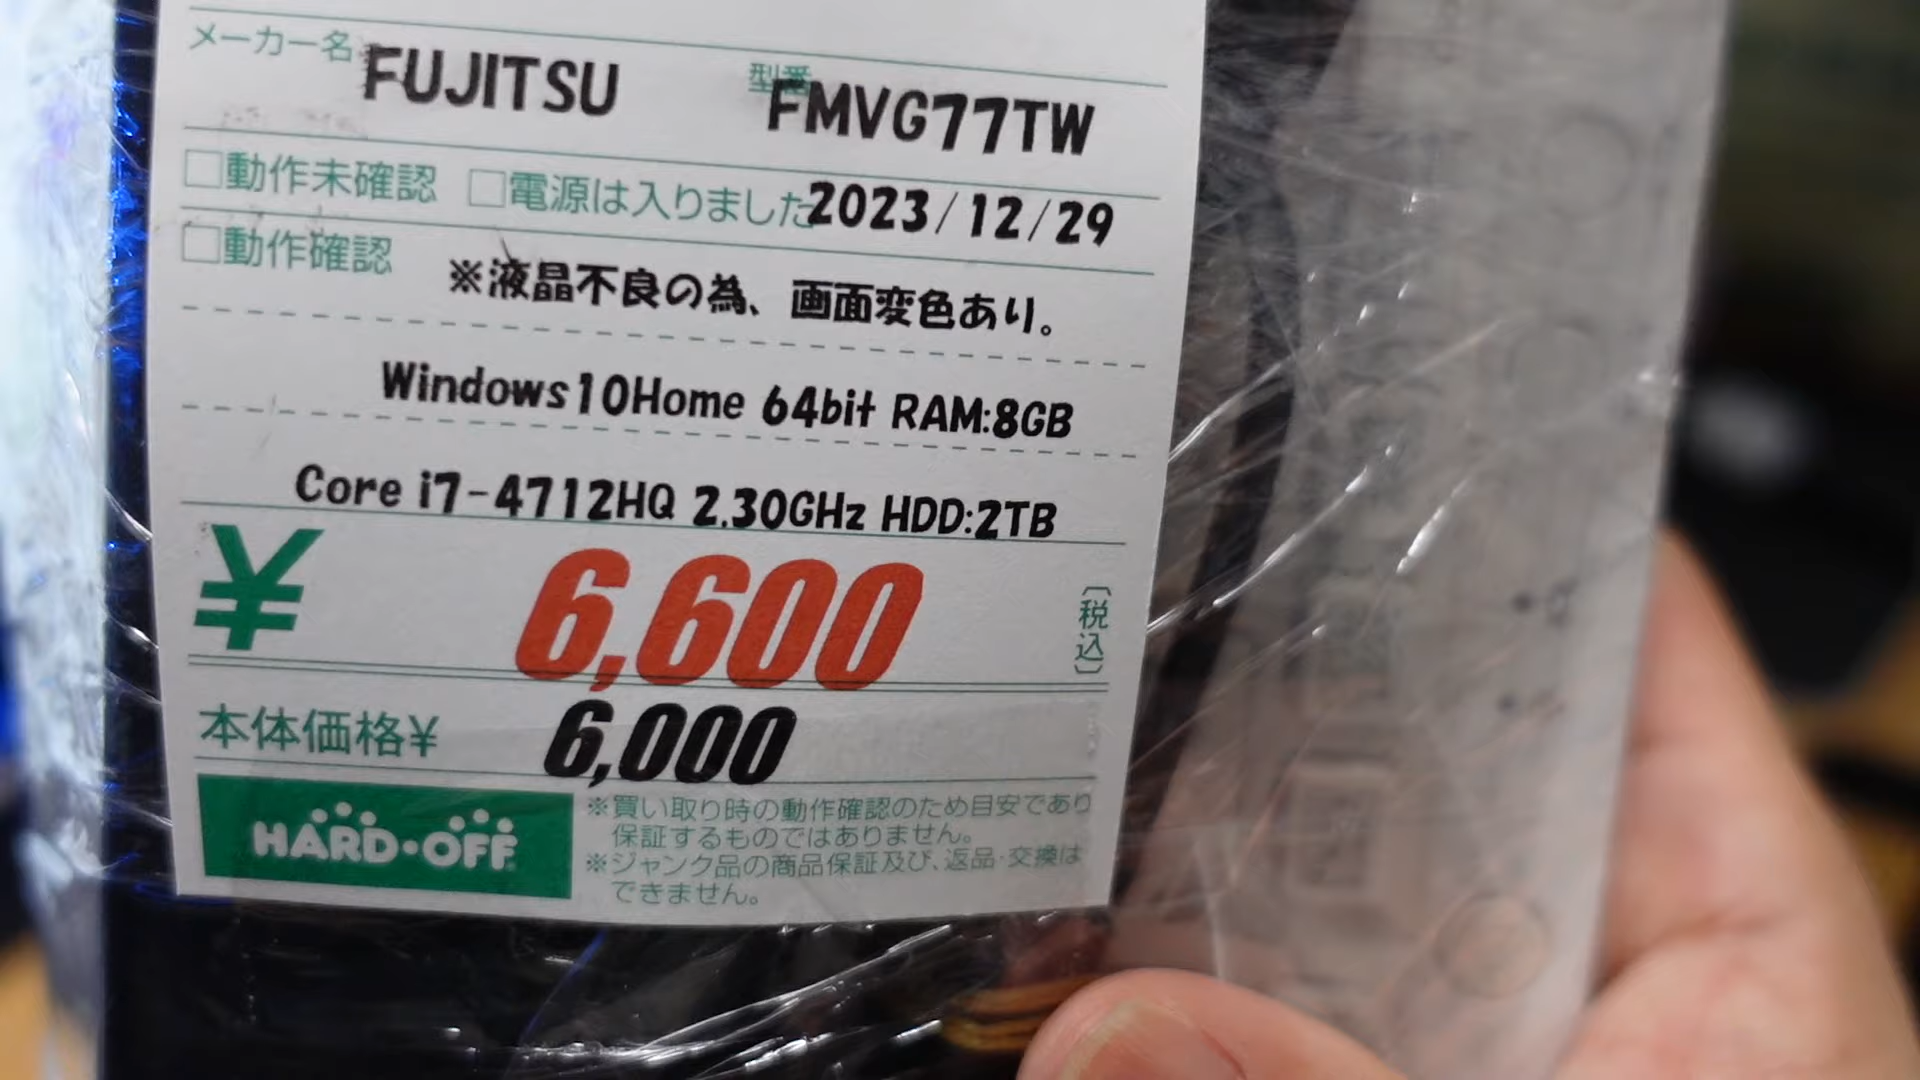 メーカー名 FUJITSU 型番 FMVG77TW
□動作未確認 □電源は入りました 2023/12/29
□動作確認 ※液晶不良の為、画面変色あり。
Windows10Home 64bit RAM:8GB
Core i7-4712HQ 2.30GHz HDD:2TB
¥ 6,600 〔税込〕
本体価格¥ 6,000
HARD・OFF
※買い取り時の動作確認のため目安であり
保証するものではありません。
※ジャンク品の商品保証及び、返品・交換は
できません。